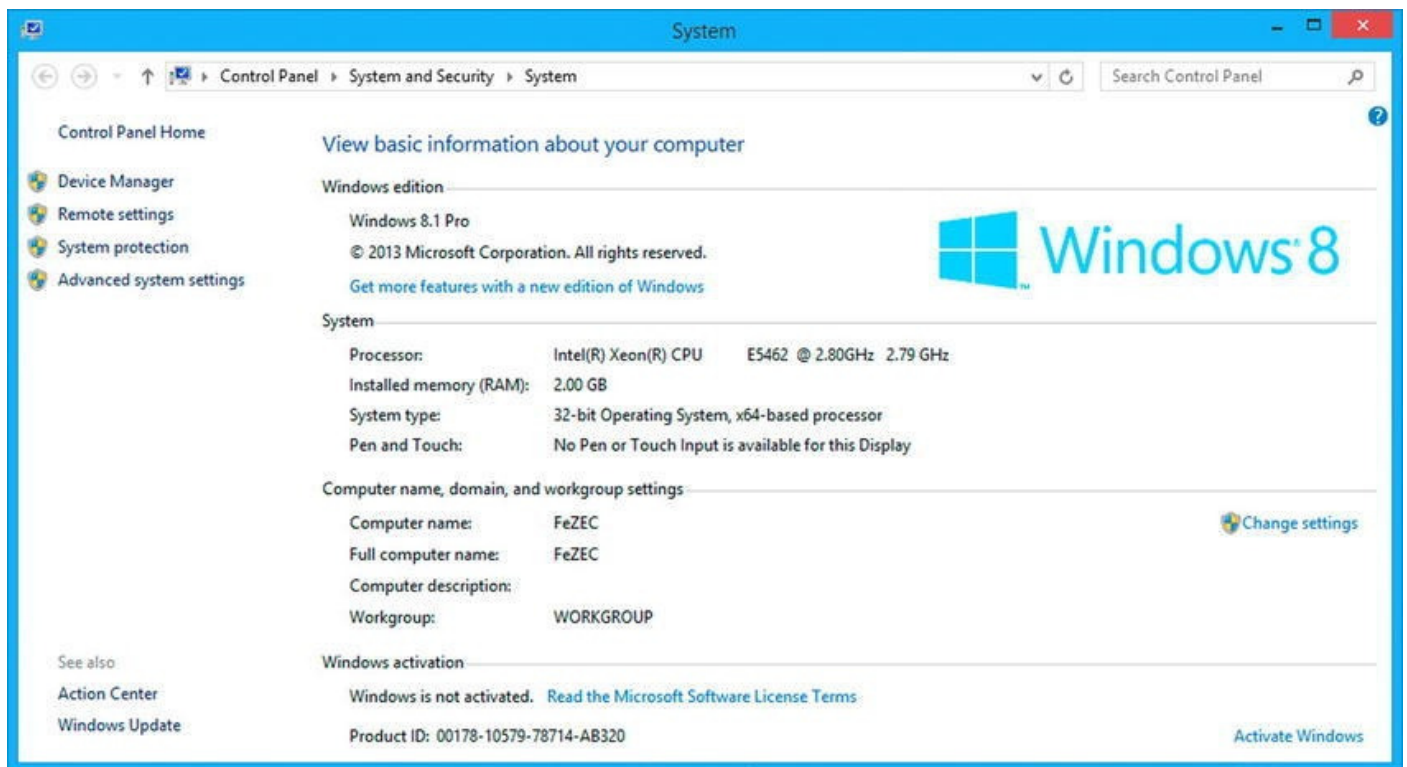 System
Control Panel System and Security System
Search Control Panel
Control Panel Home
Device Manager
Remote settings
System protection
Advanced system settings
View basic information about your computer
Windows edition
Windows 8.1 Pro
© 2013 Microsoft Corporation. All rights reserved.
Get more features with a new edition of Windows
Windows 8
System
Processor: Intel(R) Xeon(R) CPU E5462 @ 2.80GHz 2.79 GHz
Installed memory (RAM): 2.00 GB
System type: 32-bit Operating System, x64-based processor
Pen and Touch: No Pen or Touch Input is available for this Display
Computer name, domain, and workgroup settings
Computer name: FeZEC
Change settings
Full computer name: FeZEC
Computer description:
Workgroup: WORKGROUP
Windows activation
Windows is not activated. Read the Microsoft Software License Terms
Product ID: 00178-10579-78714-AB320
Activate Windows
See also
Action Center
Windows Update